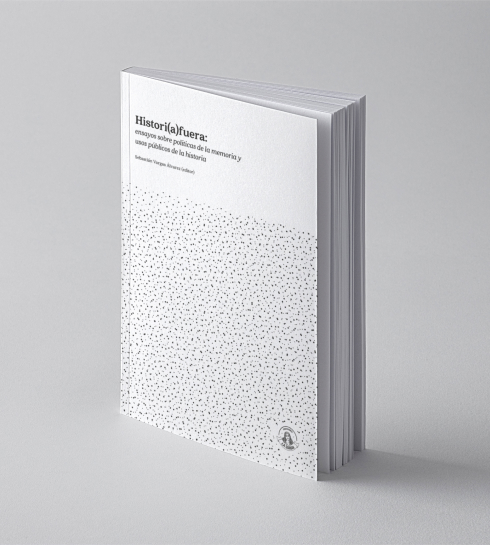 Histori(a)fuera:
ensayos sobre políticas de la memoria y
usos públicos de la historia
Sebastián Vargas Álvarez (editor)